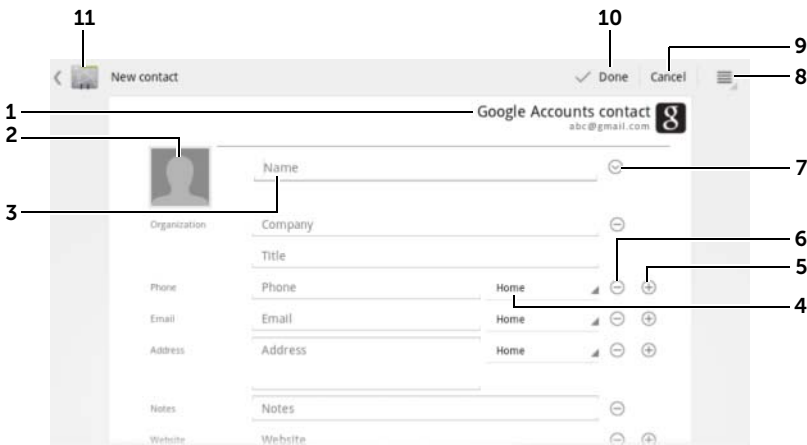 11 10
9
New contact Done Cancel 8
1 Google Accounts contact
abc@gmail.com
2
Name 7
3
Organization Company
6
Title
5
Phone Phone Home
4
Email Email Home
Address Address Home
Notes Notes
Website Website